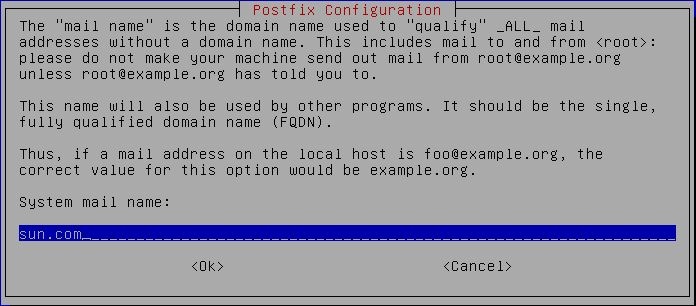 Postfix Configuration
The "mail name" is the domain name used to "qualify" _ALL_ mail
addresses without a domain name. This includes mail to and from <root>:
please do not make your machine send out mail from root@example.org
unless root@example.org has told you to.
This name will also be used by other programs. It should be the single,
fully qualified domain name (FQDN).
Thus, if a mail address on the local host is foo@example.org, the
correct value for this option would be example.org.
System mail name:
sun.com
<Ok> <Cancel>